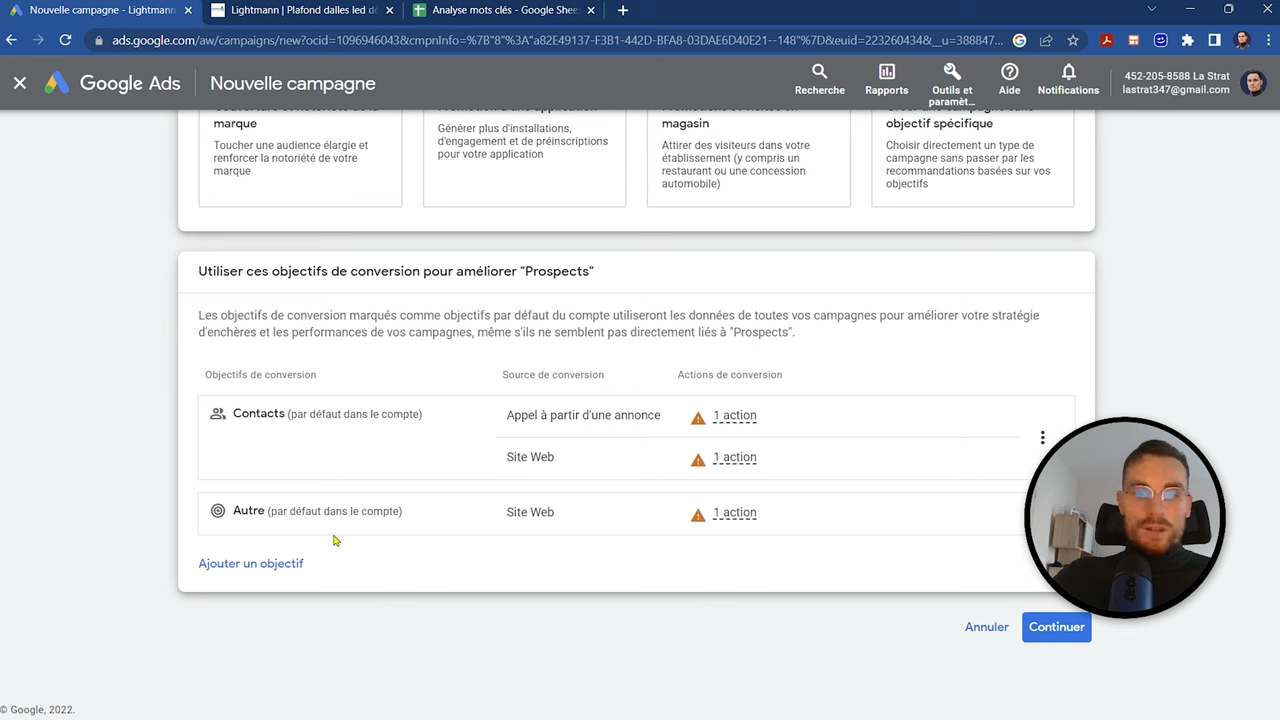 Nouvelle campagne - Lightmann
Lightmann | Plafond dalles led d
Analyse mots clés - Google Shee
ads.google.com/aw/campaigns/new?ocid=1096946043&cmpnInfo=%7B"8"%3A"a82E49137-F3B1-442D-BFA8-03DAE6D40E21--148"%7D&euid=223260434&__u=388847...
Google Ads
Nouvelle campagne
Recherche
Rapports
Outils et
paramèt...
Aide
Notifications
452-205-8588 La Strat
lastrat347@gmail.com
marque
Toucher une audience élargie et
renforcer la notoriété de votre
marque
Promotion d'une application
Générer plus d'installations,
d'engagement et de préinscriptions
pour votre application
magasin
Attirer des visiteurs dans votre
établissement (y compris un
restaurant ou une concession
automobile)
objectif spécifique
Choisir directement un type de
campagne sans passer par les
recommandations basées sur vos
objectifs
Utiliser ces objectifs de conversion pour améliorer "Prospects"
Les objectifs de conversion marqués comme objectifs par défaut du compte utiliseront les données de toutes vos campagnes pour améliorer votre stratégie
d'enchères et les performances de vos campagnes, même s'ils ne semblent pas directement liés à "Prospects".
Objectifs de conversion
Source de conversion
Actions de conversion
Contacts (par défaut dans le compte)
Appel à partir d'une annonce
1 action
Site Web
1 action
Autre (par défaut dans le compte)
Site Web
1 action
Ajouter un objectif
Annuler
Continuer
© Google, 2022.